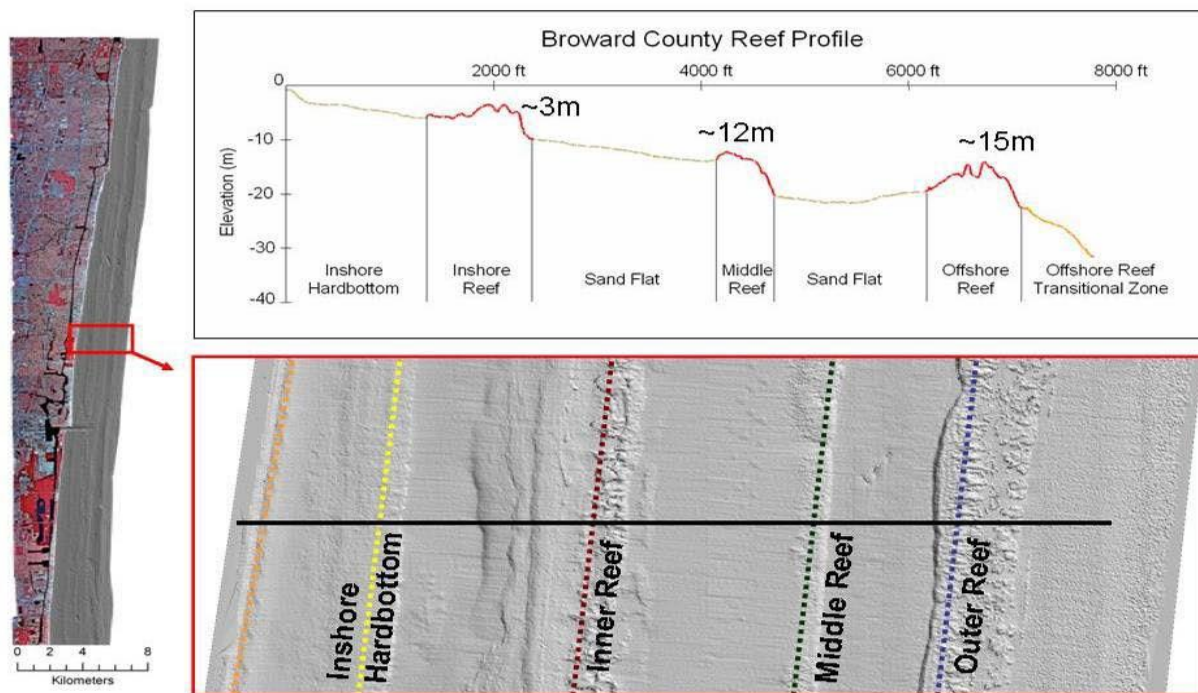 Broward County Reef Profile
0 2000 ft 4000 ft 6000 ft 8000 ft
~3m
~12m
~15m
Elevation (m)
-10
-20
-30
-40
Inshore
Hardbottom
Inshore
Reef
Sand Flat
Middle
Reef
Sand Flat
Offshore
Reef
Offshore Reef
Transitional Zone
Inshore
Hardbottom
Inner Reef
Middle Reef
Outer Reef
0 2 4 8
Kilometers